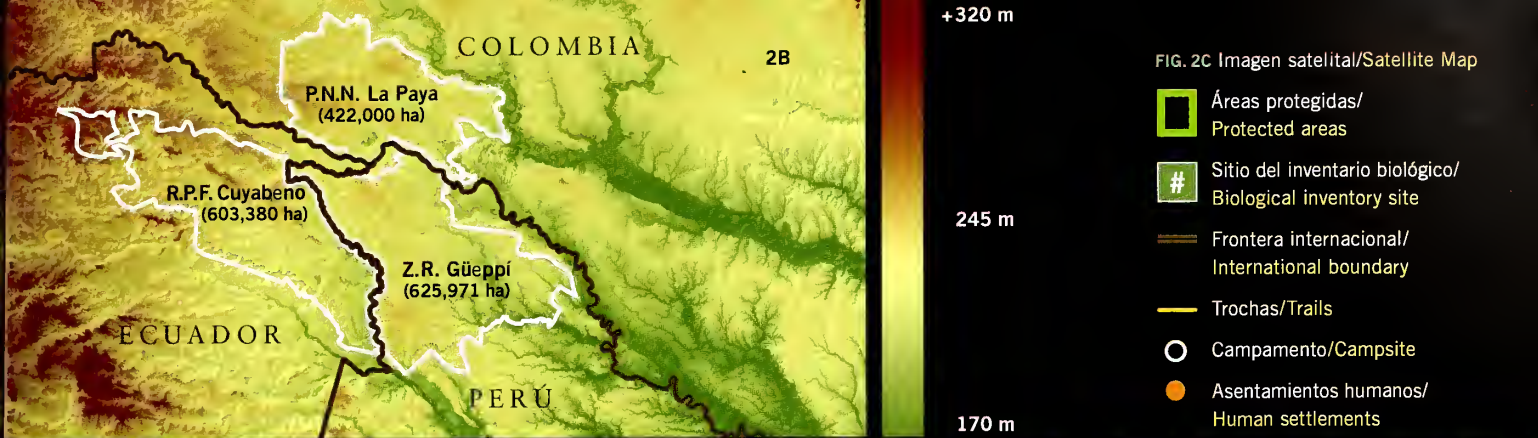 COLOMBIA
2B
P.N.N. La Paya
(422,000 ha)
R.P.F. Cuyabeno
(603,380 ha)
Z.R. Güeppí
(625,971 ha)
ECUADOR
PERÚ
+320 m
245 m
170 m
FIG. 2C Imagen satelital/Satellite Map
Áreas protegidas/
Protected areas
#
Sitio del inventario biológico/
Biological inventory site
Frontera internacional/
International boundary
Trochas/Trails
Campamento/Campsite
Asentamientos humanos/
Human settlements